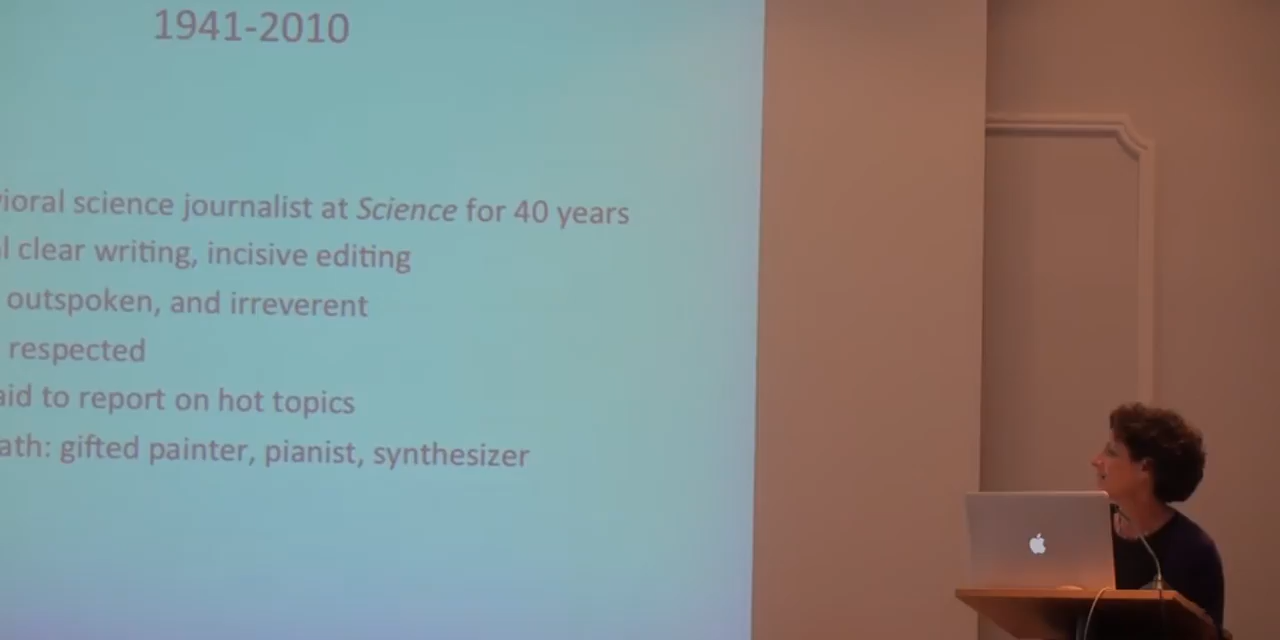 1941-2010
ioral science journalist at Science for 40 years
l clear writing, incisive editing
outspoken, and irreverent
respected
aid to report on hot topics
ath: gifted painter, pianist, synthesizer